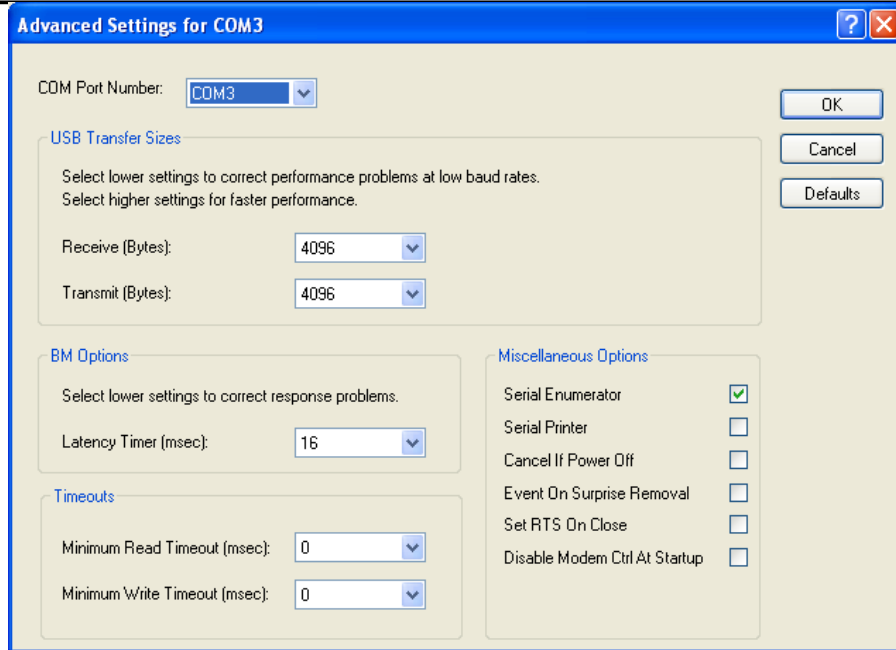 Advanced Settings for COM3
COM Port Number: COM3
OK
Cancel
Defaults
USB Transfer Sizes
Select lower settings to correct performance problems at low baud rates.
Select higher settings for faster performance.
Receive (Bytes): 4096
Transmit (Bytes): 4096
BM Options
Select lower settings to correct response problems.
Latency Timer (msec): 16
Timeouts
Minimum Read Timeout (msec): 0
Minimum Write Timeout (msec): 0
Miscellaneous Options
Serial Enumerator
Serial Printer
Cancel If Power Off
Event On Surprise Removal
Set RTS On Close
Disable Modem Ctrl At Startup